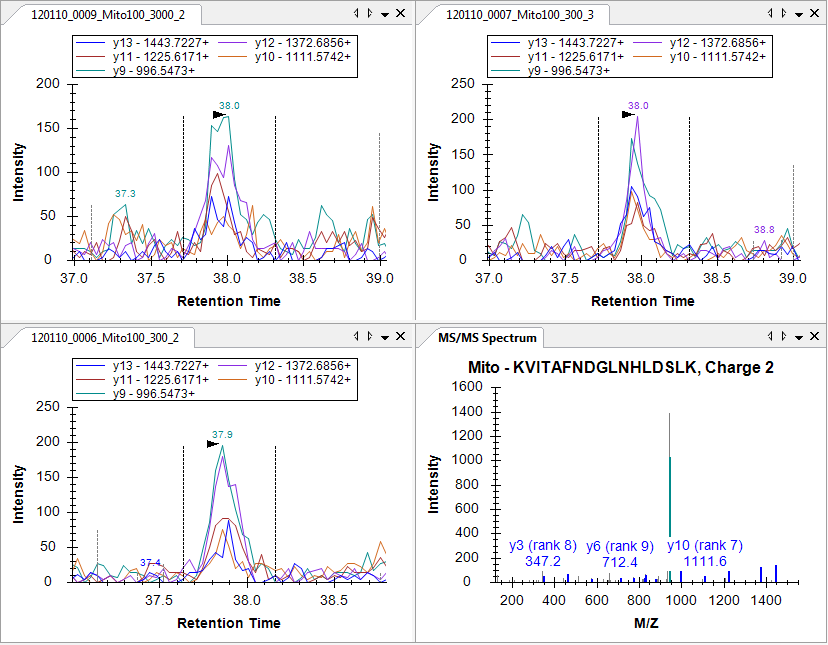 120110_0009_Mito100_3000_2
y13 - 1443.7227+ y12 - 1372.6856+
y11 - 1225.6171+ y10 - 1111.5742+
y9 - 996.5473+
200
150
100
50
0
Intensity
37.3
38.0
37.0 37.5 38.0 38.5 39.0
Retention Time
120110_0007_Mito100_300_3
y13 - 1443.7227+ y12 - 1372.6856+
y11 - 1225.6171+ y10 - 1111.5742+
y9 - 996.5473+
250
200
150
100
50
0
Intensity
38.0
38.8
37.0 37.5 38.0 38.5 39.0
Retention Time
120110_0006_Mito100_300_2
y13 - 1443.7227+ y12 - 1372.6856+
y11 - 1225.6171+ y10 - 1111.5742+
y9 - 996.5473+
250
200
150
100
50
0
Intensity
37.9
37.4
37.5 38.0 38.5
Retention Time
MS/MS Spectrum
Mito - KVITAFNDGLNHLDSLK, Charge 2
1600
1400
1200
1000
800
600
400
200
0
Intensity
y3 (rank 8) y6 (rank 9) y10 (rank 7)
347.2 712.4 1111.6
200 400 600 800 1000 1200 1400
M/Z